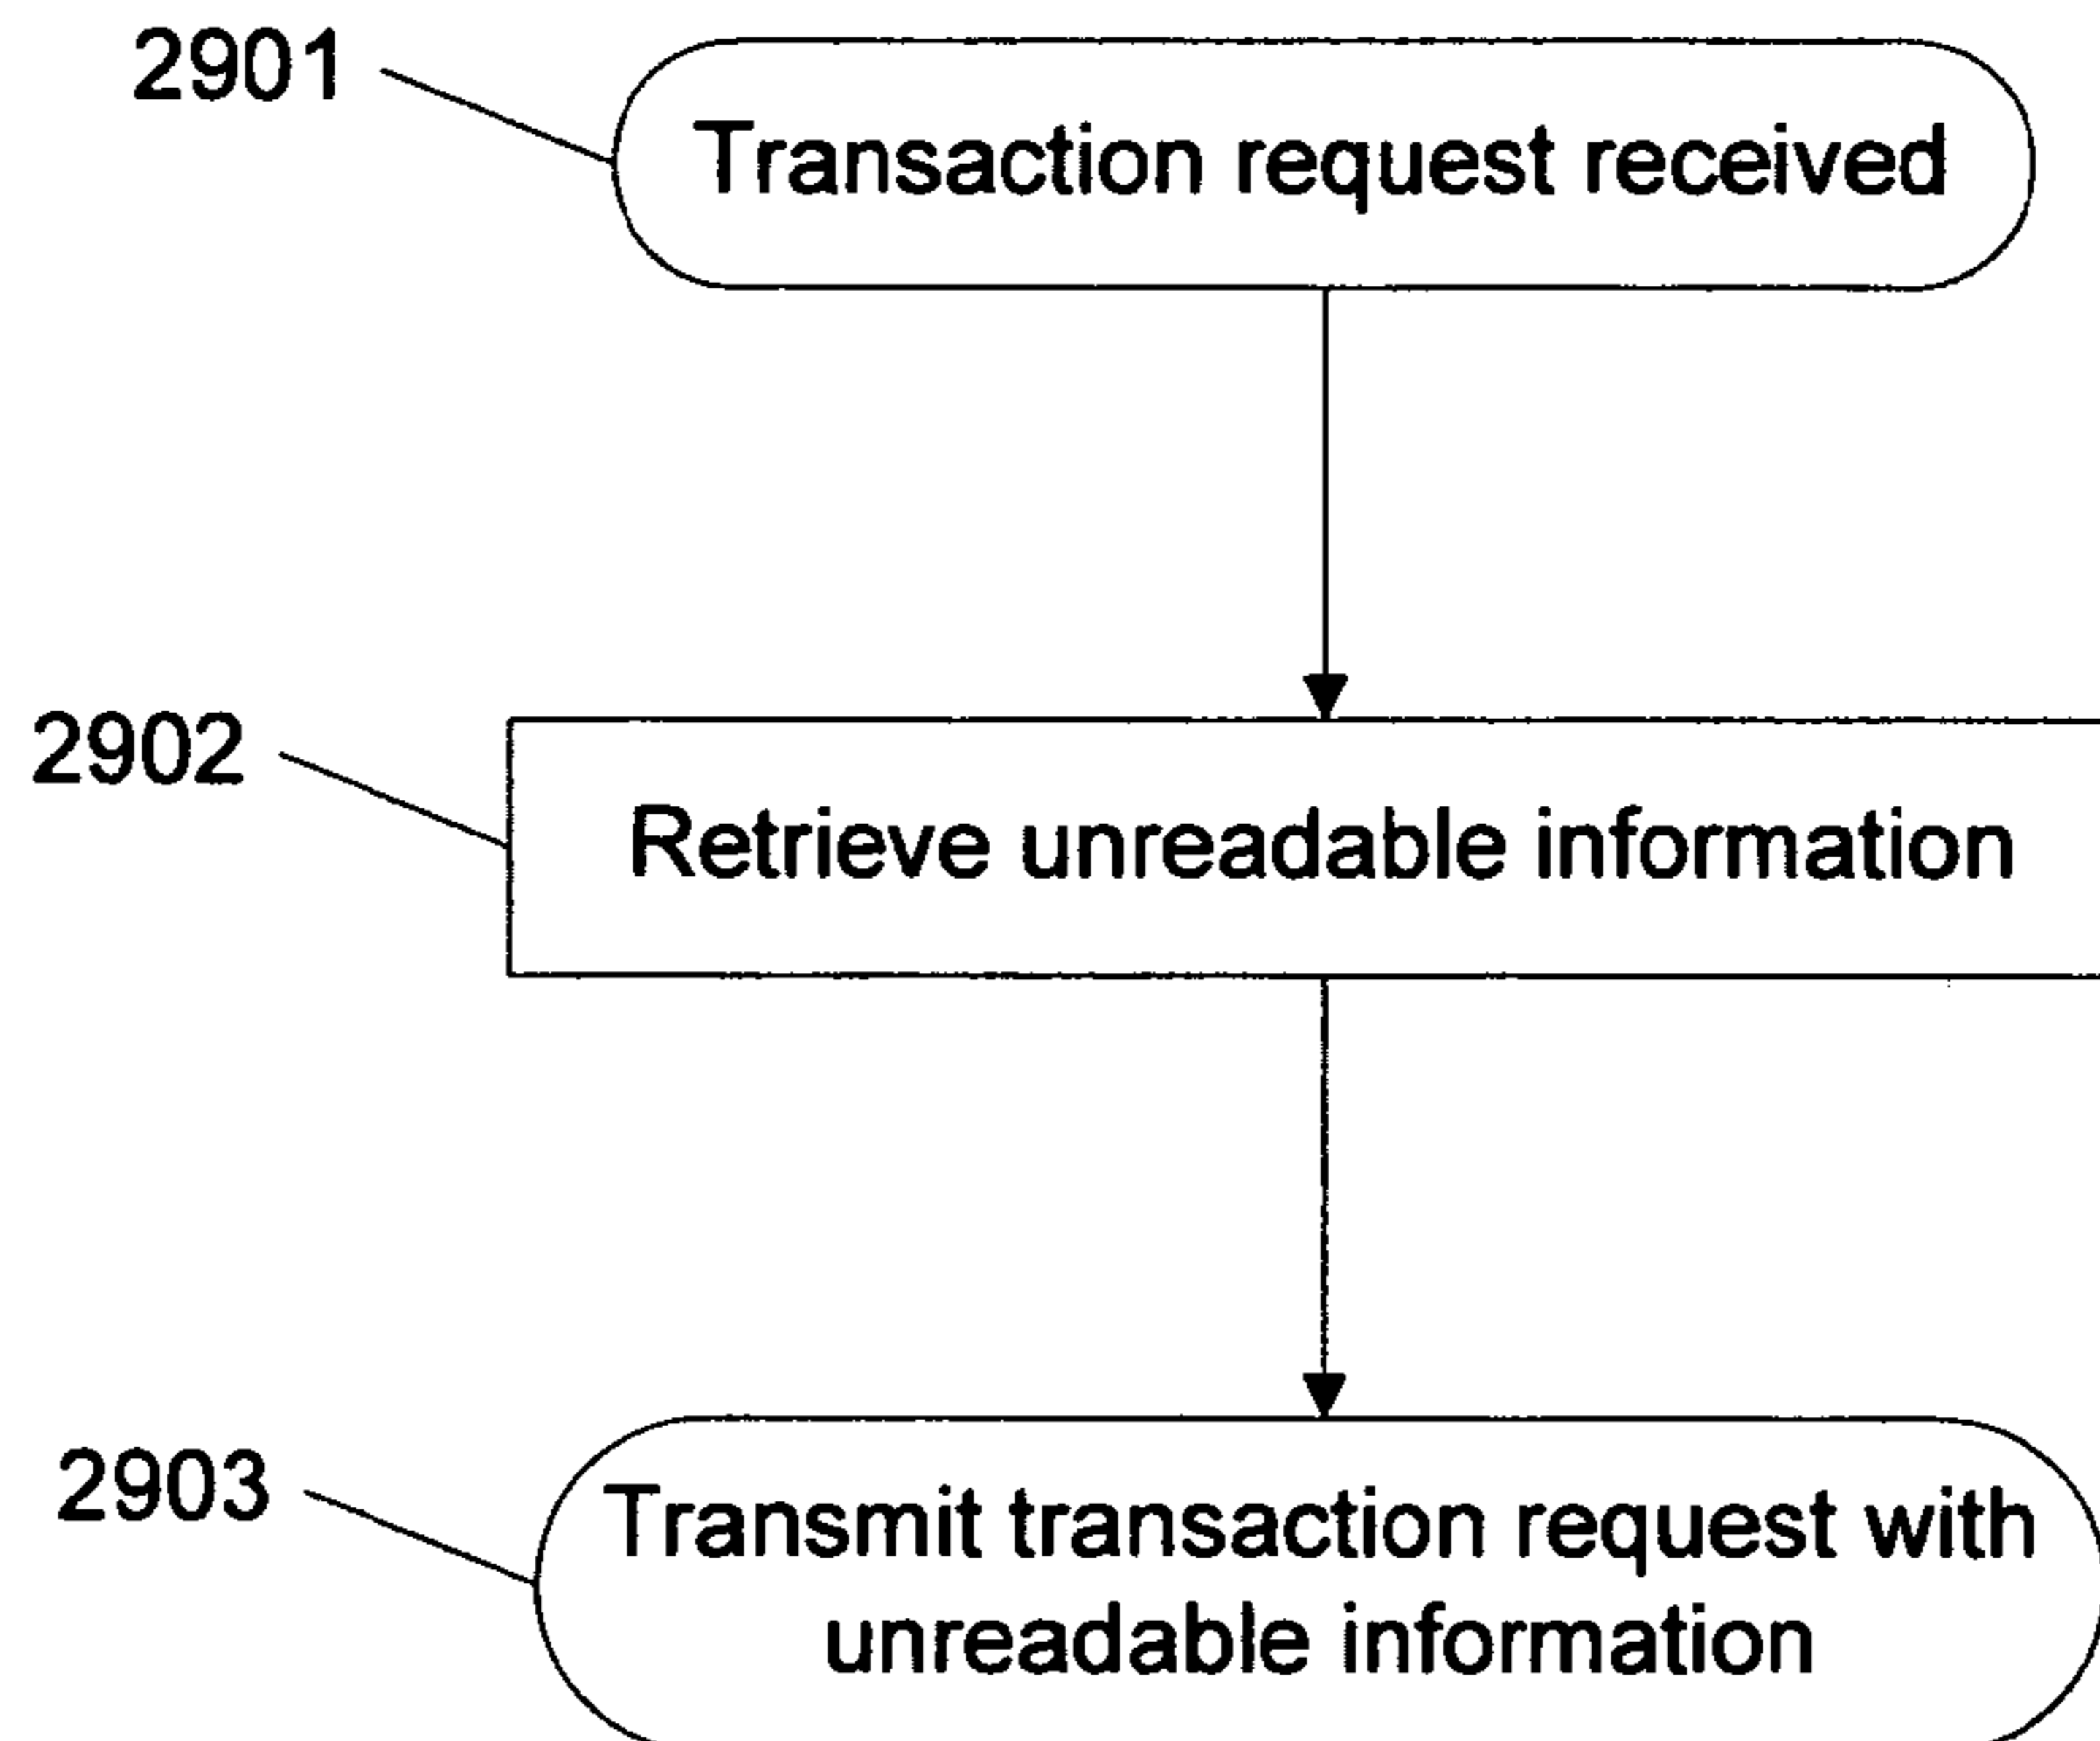 2901
Transaction request received
2902
Retrieve unreadable information
2903
Transmit transaction request with
unreadable information